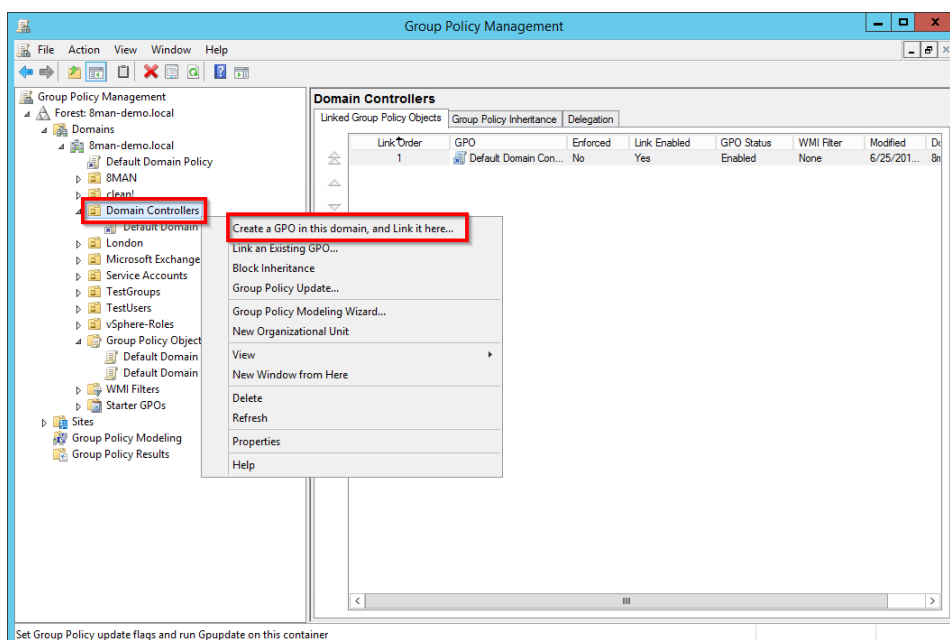 Group Policy Management
File Action View Window Help
Group Policy Management
Forest: 8man-demo.local
Domains
8man-demo.local
Default Domain Policy
8MAN
clean!
Domain Controllers
Default Domain
London
Microsoft Exchange
Service Accounts
TestGroups
TestUsers
vSphere-Roles
Group Policy Object
Default Domain
Default Domain
WMI Filters
Starter GPOs
Sites
Group Policy Modeling
Group Policy Results
Create a GPO in this domain, and Link it here...
Link an Existing GPO...
Block Inheritance
Group Policy Update...
Group Policy Modeling Wizard...
New Organizational Unit
View
New Window from Here
Delete
Refresh
Properties
Help
Domain Controllers
Linked Group Policy Objects Group Policy Inheritance Delegation
Link Order GPO Enforced Link Enabled GPO Status WMI Filter Modified Do
1 Default Domain Con... No Yes Enabled None 6/25/201... 8n
Set Group Policy update flags and run Gpupdate on this container